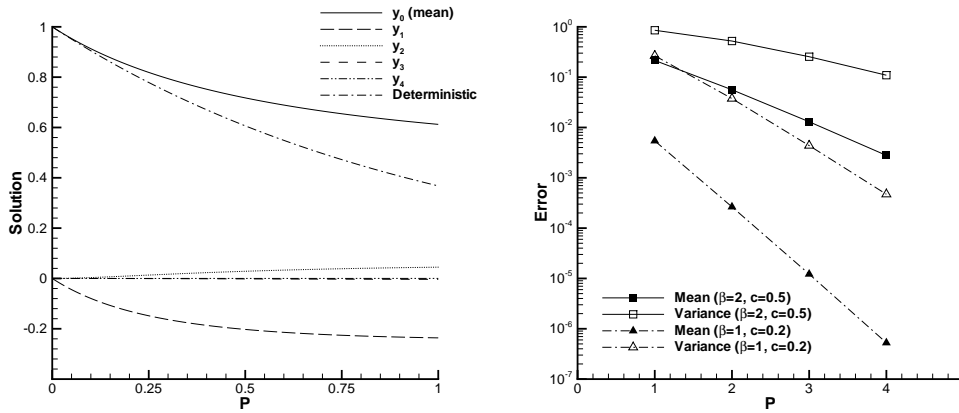 y0 (mean)
y1
y2
y3
y4
Deterministic
Solution
1
0.8
0.6
0.4
0.2
0
-0.2
0
0.25
0.5
0.75
1
P
Error
10^0
10^-1
10^-2
10^-3
10^-4
10^-5
10^-6
10^-7
Mean (β=2, c=0.5)
Variance (β=2, c=0.5)
Mean (β=1, c=0.2)
Variance (β=1, c=0.2)
0
1
2
3
4
P